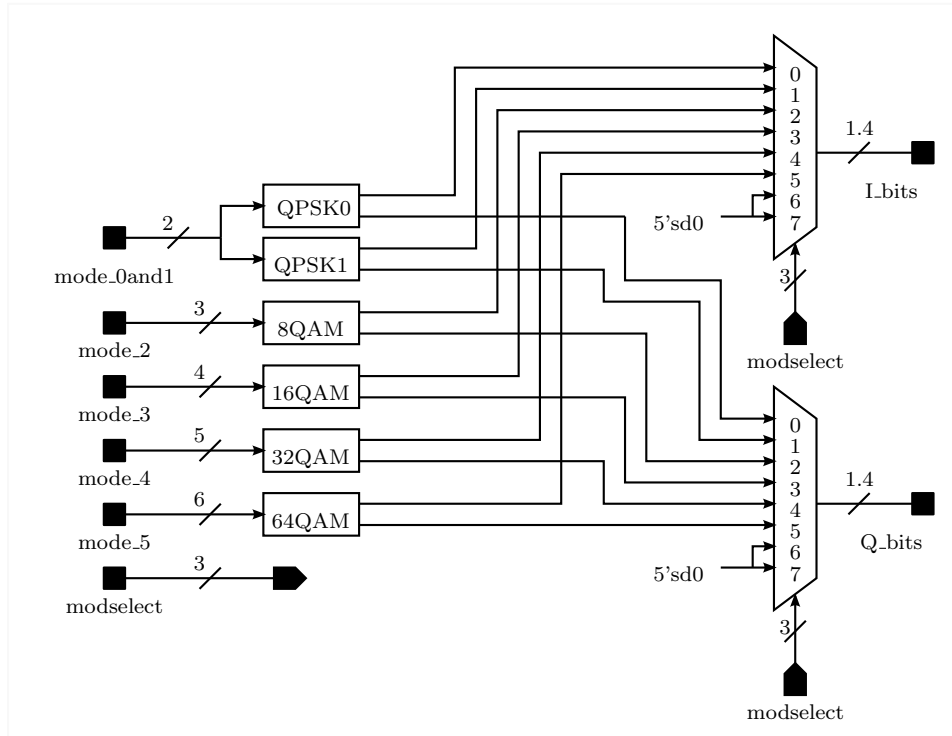 0
1
2
3
4
5
6
7
1.4
I_bits
5'sd0
3
modselect
QPSK0
2
mode_0and1
QPSK1
3
8QAM
mode_2
4
16QAM
mode_3
5
32QAM
mode_4
6
64QAM
mode_5
3
modselect
0
1
2
3
4
5
6
7
1.4
Q_bits
5'sd0
3
modselect